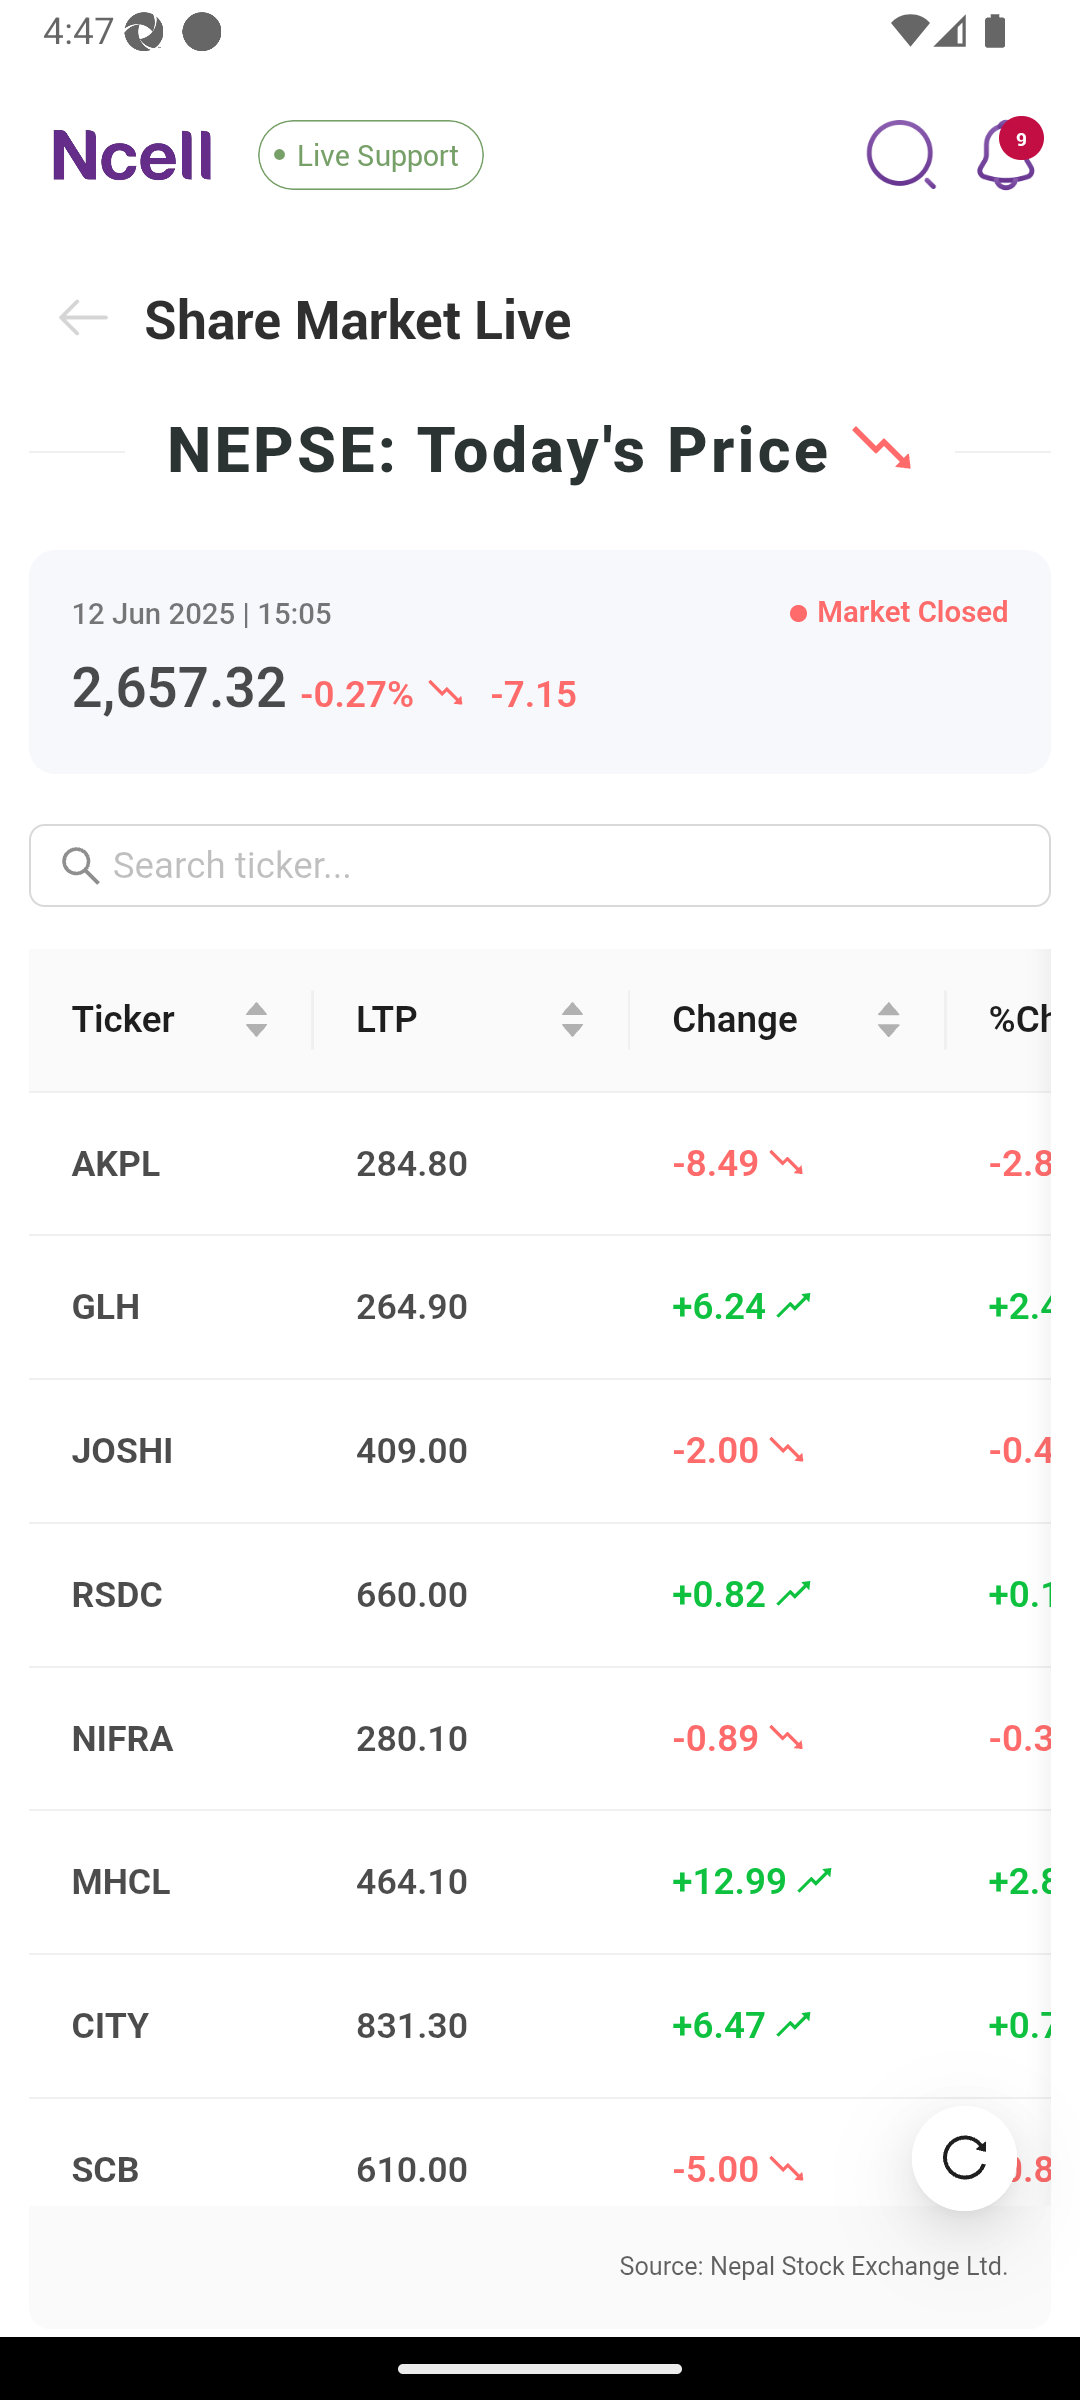 4:47
Ncell
Live Support
9
Share Market Live
NEPSE: Today's Price
12 Jun 2025 | 15:05
Market Closed
2,657.32 -0.27% -7.15
Search ticker...
Ticker LTP Change %Ch
AKPL 284.80 -8.49 -2.8
GLH 264.90 +6.24 +2.4
JOSHI 409.00 -2.00 -0.4
RSDC 660.00 +0.82 +0.1
NIFRA 280.10 -0.89 -0.3
MHCL 464.10 +12.99 +2.8
CITY 831.30 +6.47 +0.7
SCB 610.00 -5.00
Source: Nepal Stock Exchange Ltd.